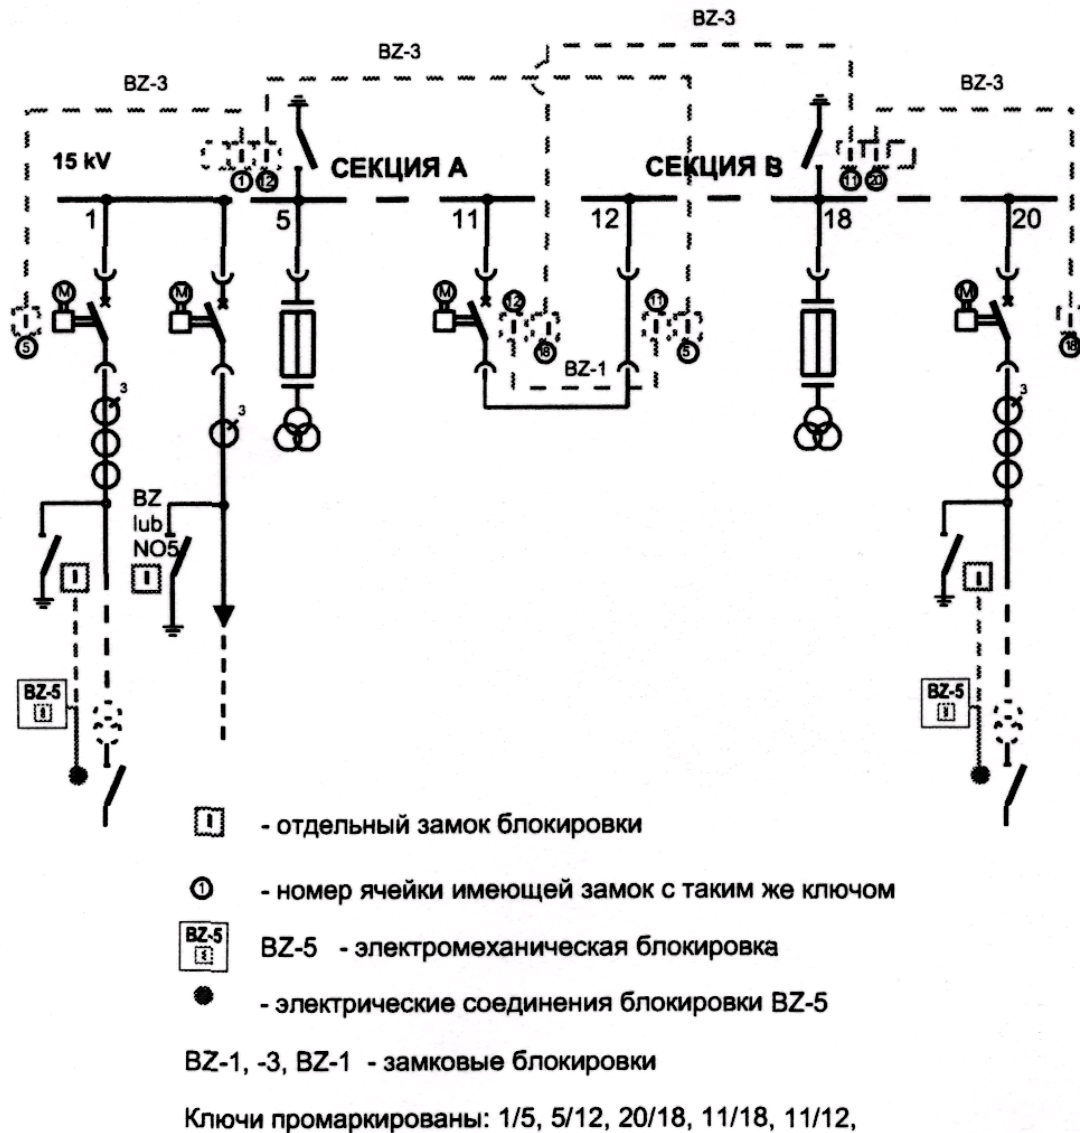 BZ-3
BZ-3
BZ-3
BZ-3
15 kV
1
12
СЕКЦИЯ А
СЕКЦИЯ В
11
20
1
5
11
12
18
20
M
M
M
M
5
12
18
11
5
18
BZ-1
3
3
3
BZ
lub
NO5
BZ-5
BZ-5
- отдельный замок блокировки
1 - номер ячейки имеющей замок с таким же ключом
BZ-5 BZ-5 - электромеханическая блокировка
- электрические соединения блокировки BZ-5
BZ-1, -3, BZ-1 - замковые блокировки
Ключи промаркированы: 1/5, 5/12, 20/18, 11/18, 11/12,